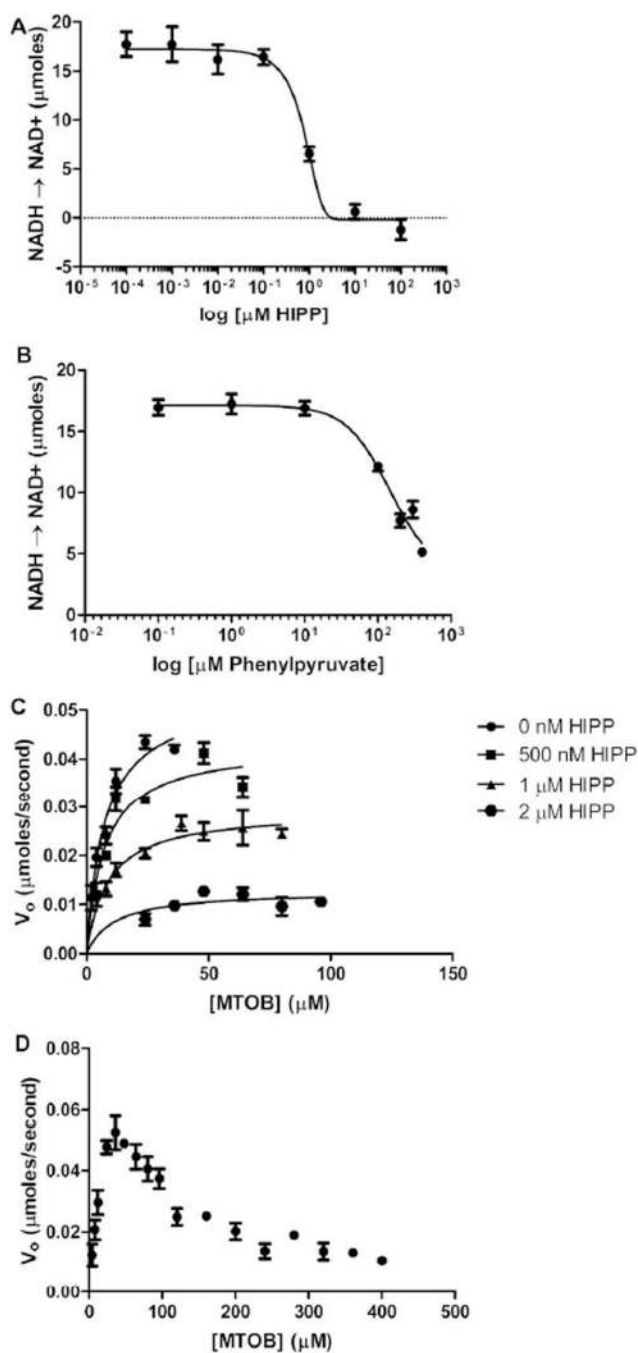 A
NADH → NAD+ (μmoles)
20
15
10
5
0
-5
10⁻⁵ 10⁻⁴ 10⁻³ 10⁻² 10⁻¹ 10⁰ 10¹ 10² 10³
log [μM HIPP]
B
NADH → NAD+ (μmoles)
20
15
10
5
0
10⁻² 10⁻¹ 10⁰ 10¹ 10² 10³
log [μM Phenylpyruvate]
C
Vₒ (μmoles/second)
0.05
0.04
0.03
0.02
0.01
0.00
0 50 100 150
[MTOB] (μM)
0 nM HIPP
500 nM HIPP
1 μM HIPP
2 μM HIPP
D
Vₒ (μmoles/second)
0.08
0.06
0.04
0.02
0.00
0 100 200 300 400 500
[MTOB] (μM)